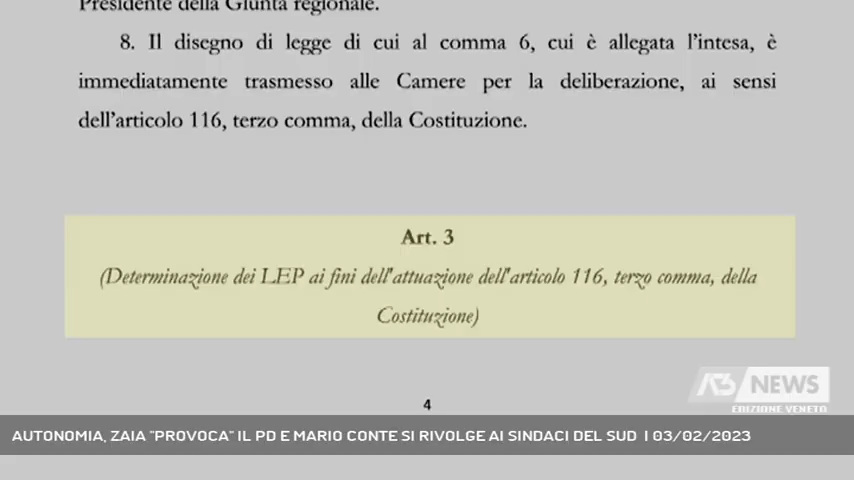 Presidente della Giunta regionale.
8. Il disegno di legge di cui al comma 6, cui è allegata l'intesa, è
immediatamente trasmesso alle Camere per la deliberazione, ai sensi
dell'articolo 116, terzo comma, della Costituzione.
Art. 3
(Determinazione dei LEP ai fini dell'attuazione dell'articolo 116, terzo comma, della
Costituzione)
A3 NEWS
EDIZIONE VENETO
4
AUTONOMIA, ZAIA "PROVOCA" IL PD E MARIO CONTE SI RIVOLGE AI SINDACI DEL SUD | 03/02/2023